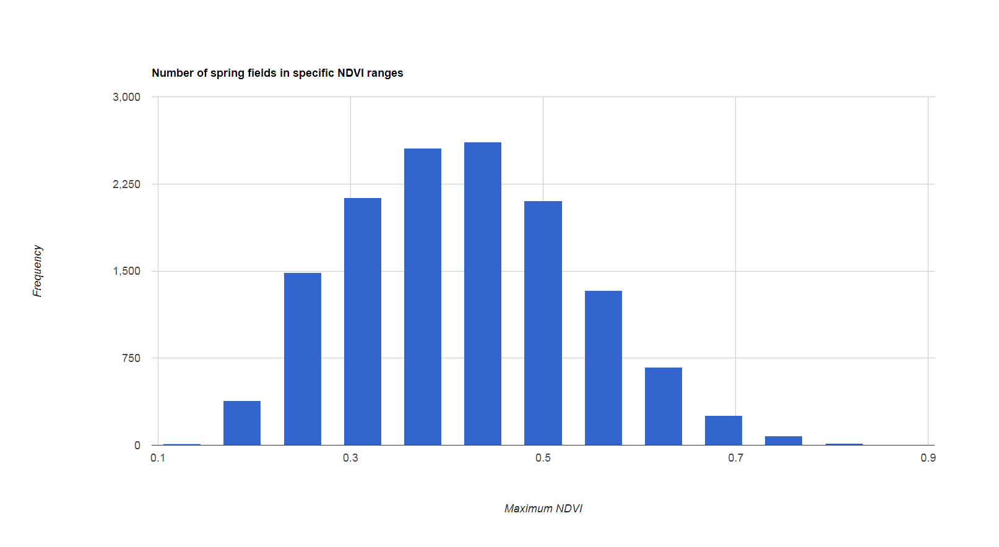 Number of spring fields in specific NDVI ranges
3,000
2,250
1,500
750
0
Frequency
0.1 0.3 0.5 0.7 0.9
Maximum NDVI